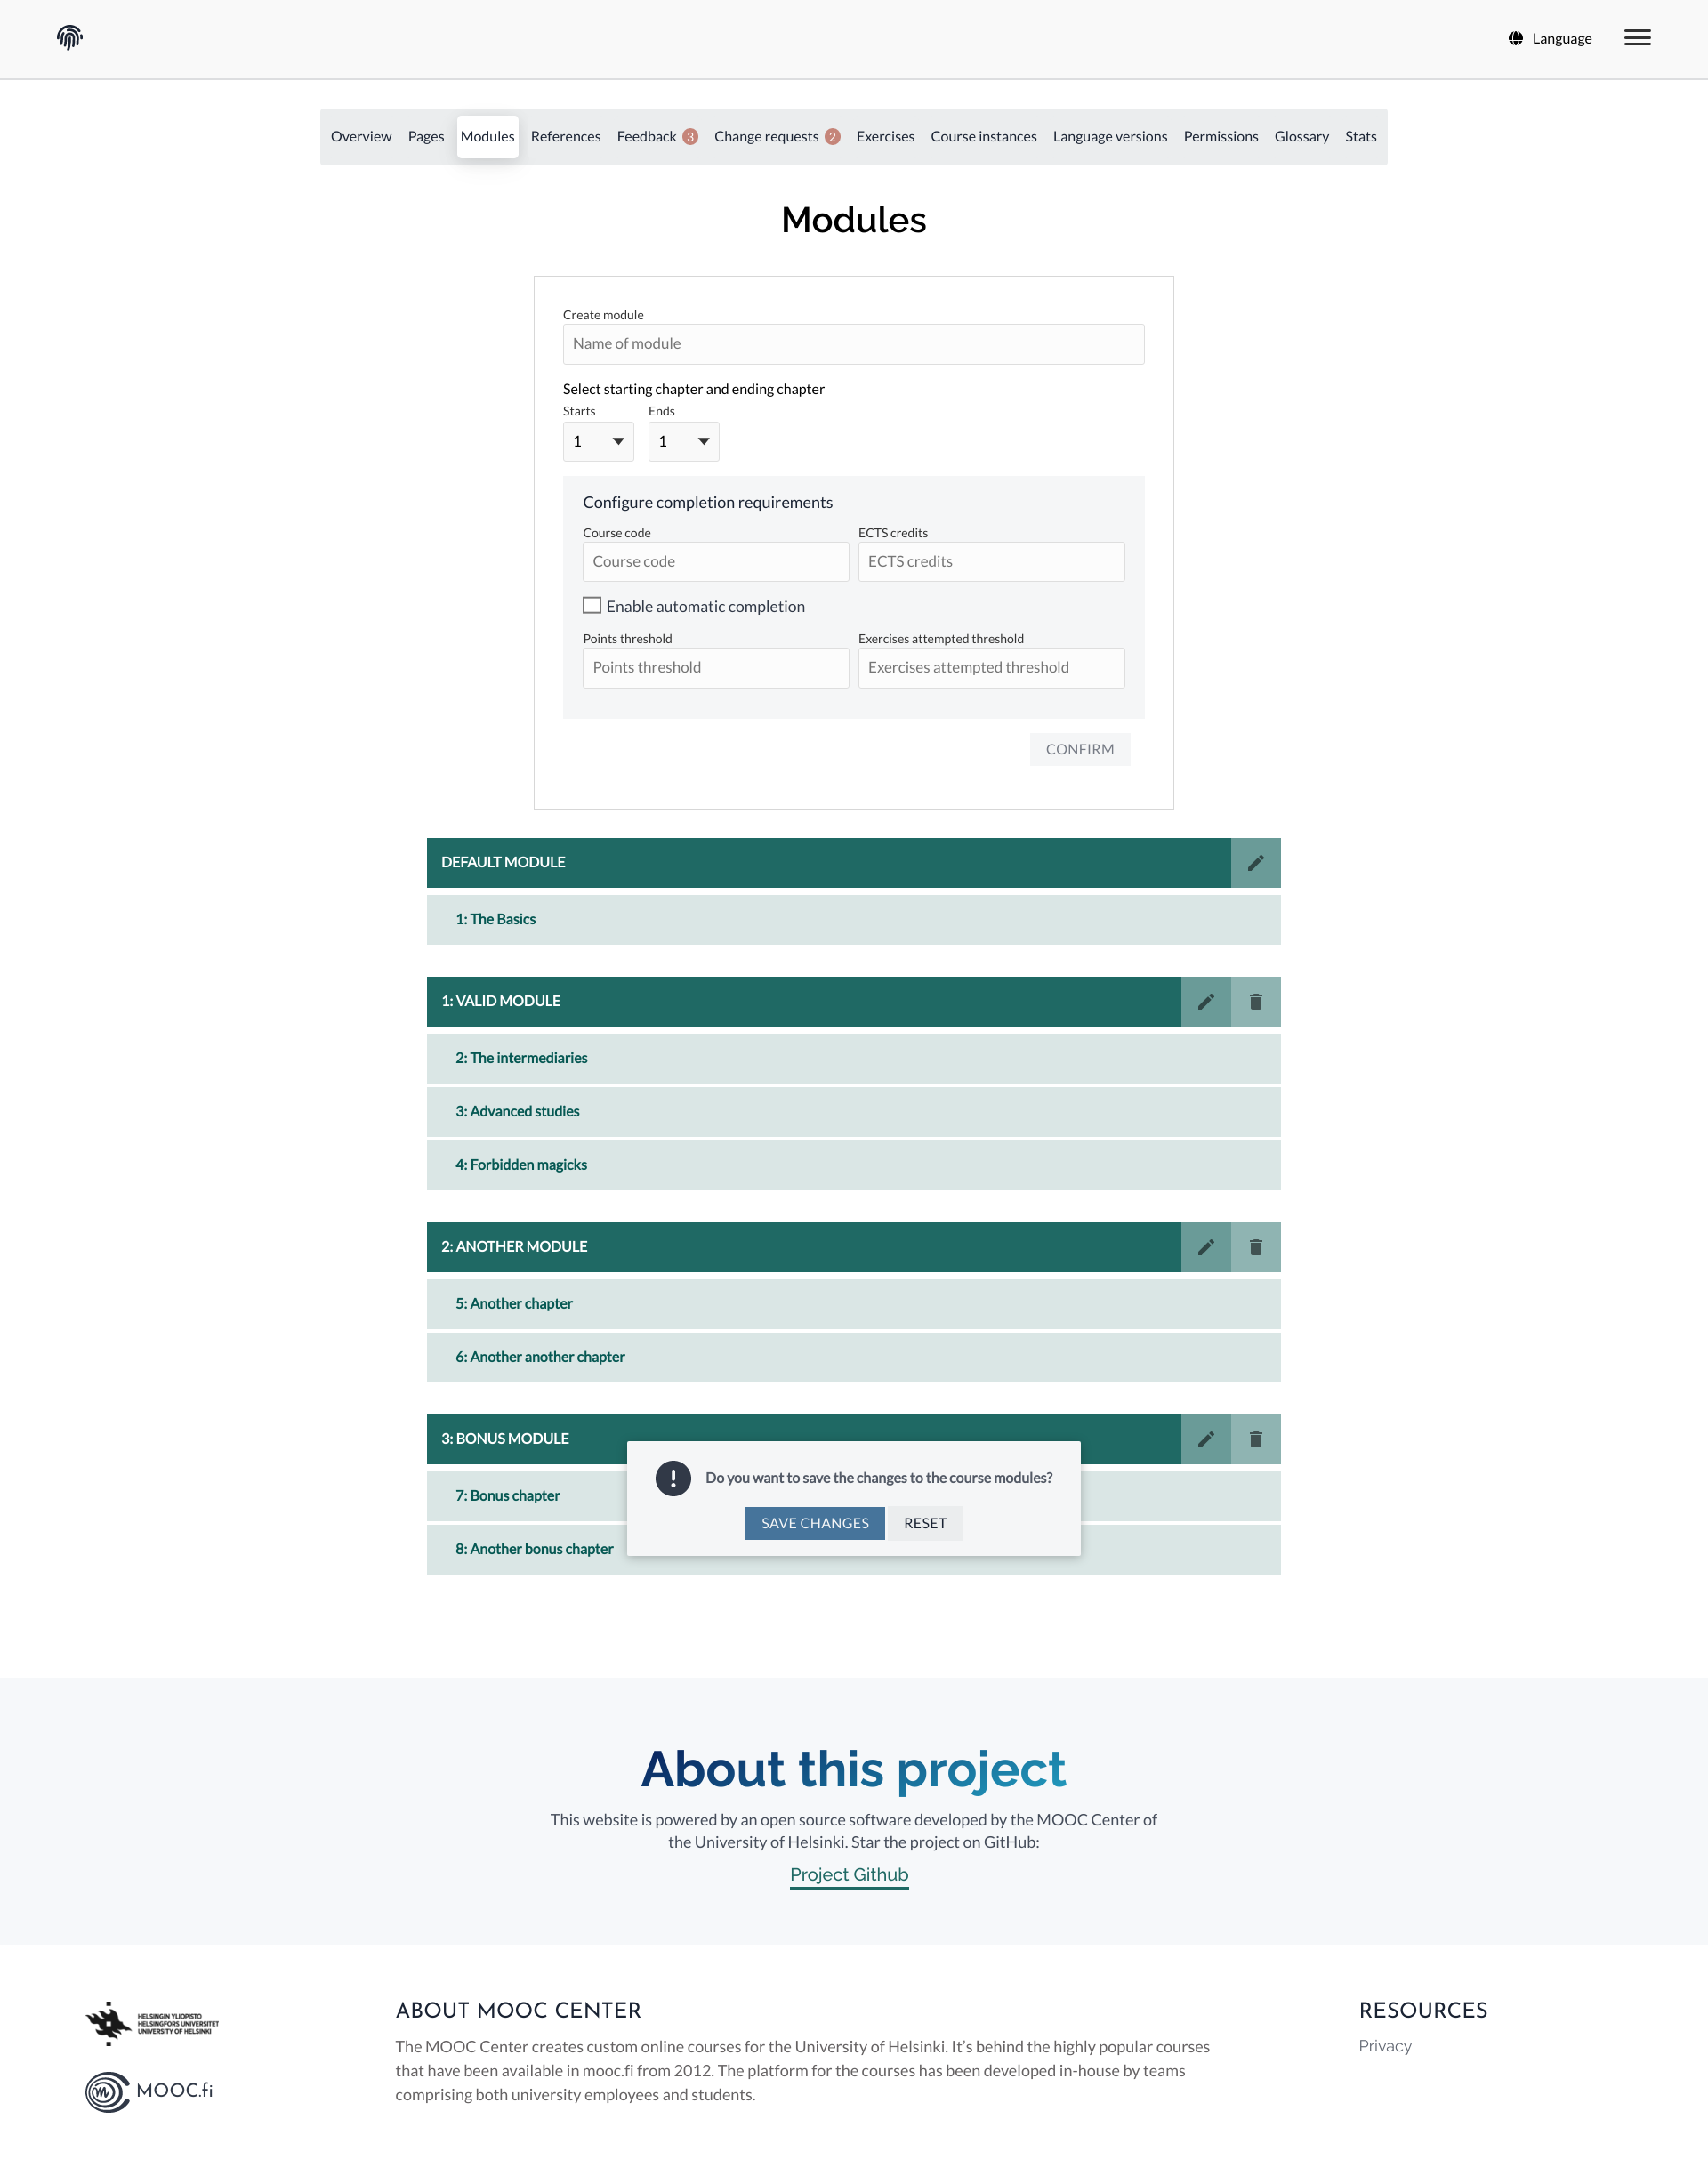 Language
Overview Pages Modules References Feedback 3 Change requests 2 Exercises Course instances Language versions Permissions Glossary Stats
Modules
Create module
Name of module
Select starting chapter and ending chapter
Starts Ends
1 1
Configure completion requirements
Course code ECTS credits
Course code ECTS credits
Enable automatic completion
Points threshold Exercises attempted threshold
Points threshold Exercises attempted threshold
CONFIRM
DEFAULT MODULE
1: The Basics
1: VALID MODULE
2: The intermediaries
3: Advanced studies
4: Forbidden magicks
2: ANOTHER MODULE
5: Another chapter
6: Another another chapter
3: BONUS MODULE
Do you want to save the changes to the course modules?
7: Bonus chapter
SAVE CHANGES RESET
8: Another bonus chapter
About this project
This website is powered by an open source software developed by the MOOC Center of
the University of Helsinki. Star the project on GitHub:
Project Github
HELSINGIN YLIOPISTO
HELSINGFORS UNIVERSITET
UNIVERSITY OF HELSINKI
MOOC.fi
ABOUT MOOC CENTER
The MOOC Center creates custom online courses for the University of Helsinki. It’s behind the highly popular courses
that have been available in mooc.fi from 2012. The platform for the courses has been developed in-house by teams
comprising both university employees and students.
RESOURCES
Privacy